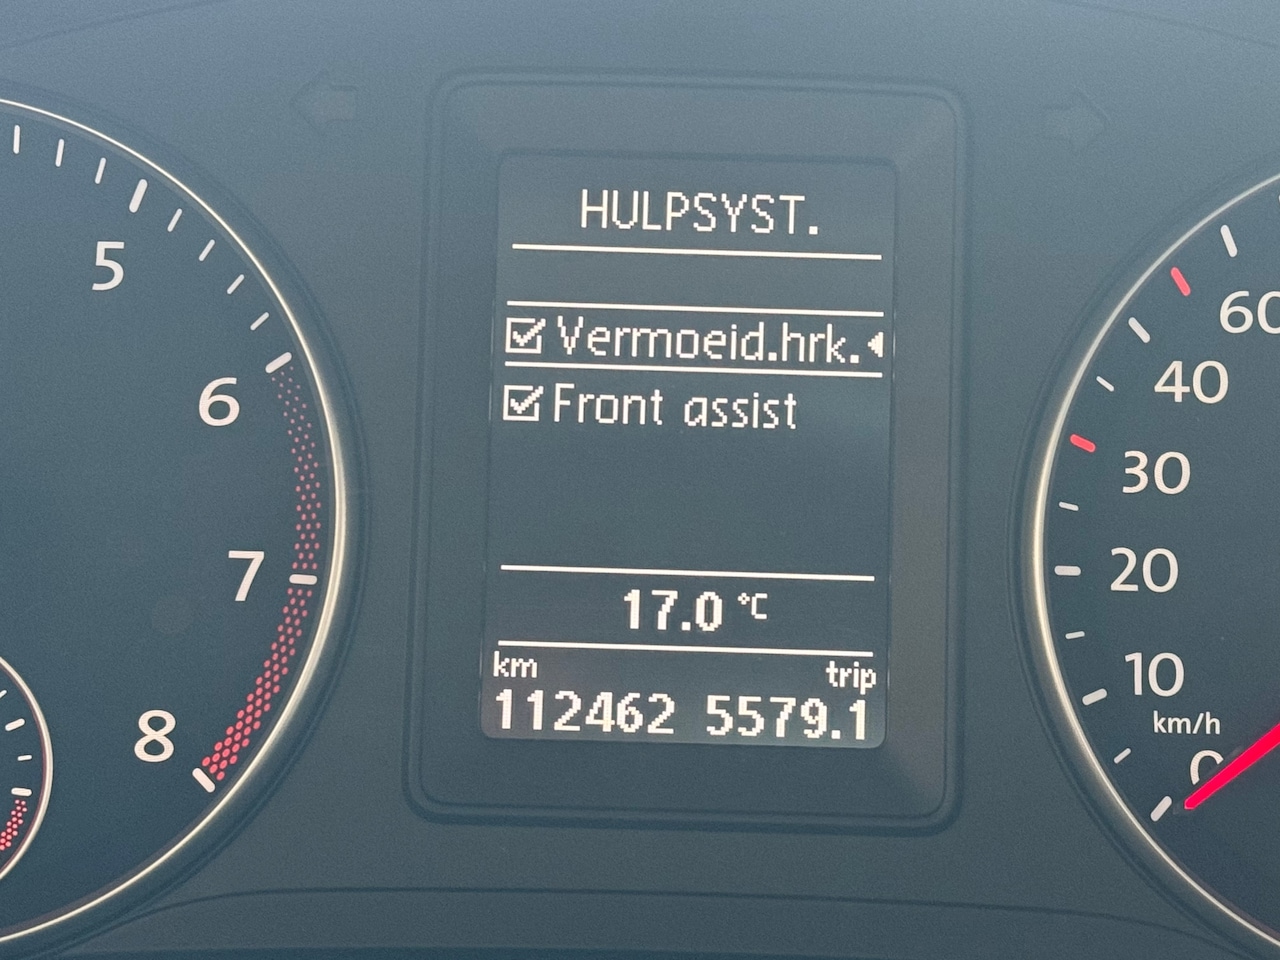 HULPSYST.
Vermoeid.hrk.
Front assist
17.0 °C
km trip
112462 5579.1
5
6
7
8
60
40
30
20
10
km/h
0